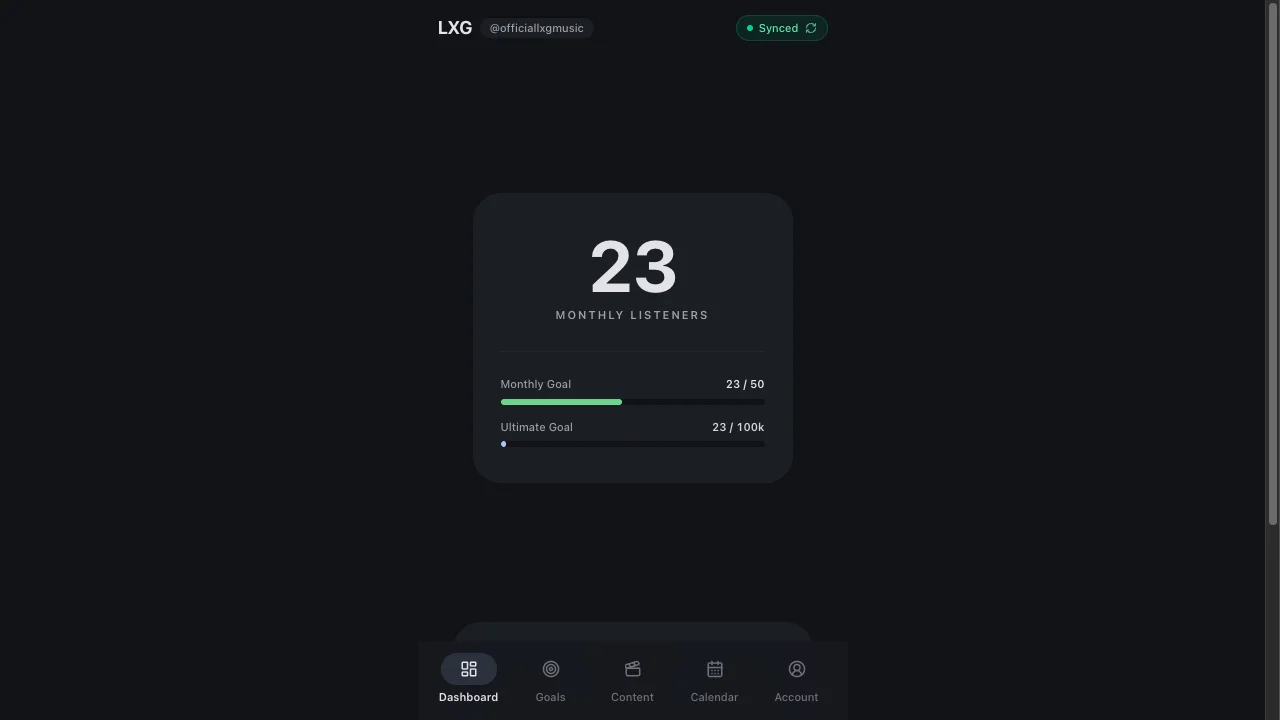 LXG @officiallxgmusic Synced
23
MONTHLY LISTENERS
Monthly Goal 23 / 50
Ultimate Goal 23 / 100k
Dashboard Goals Content Calendar Account